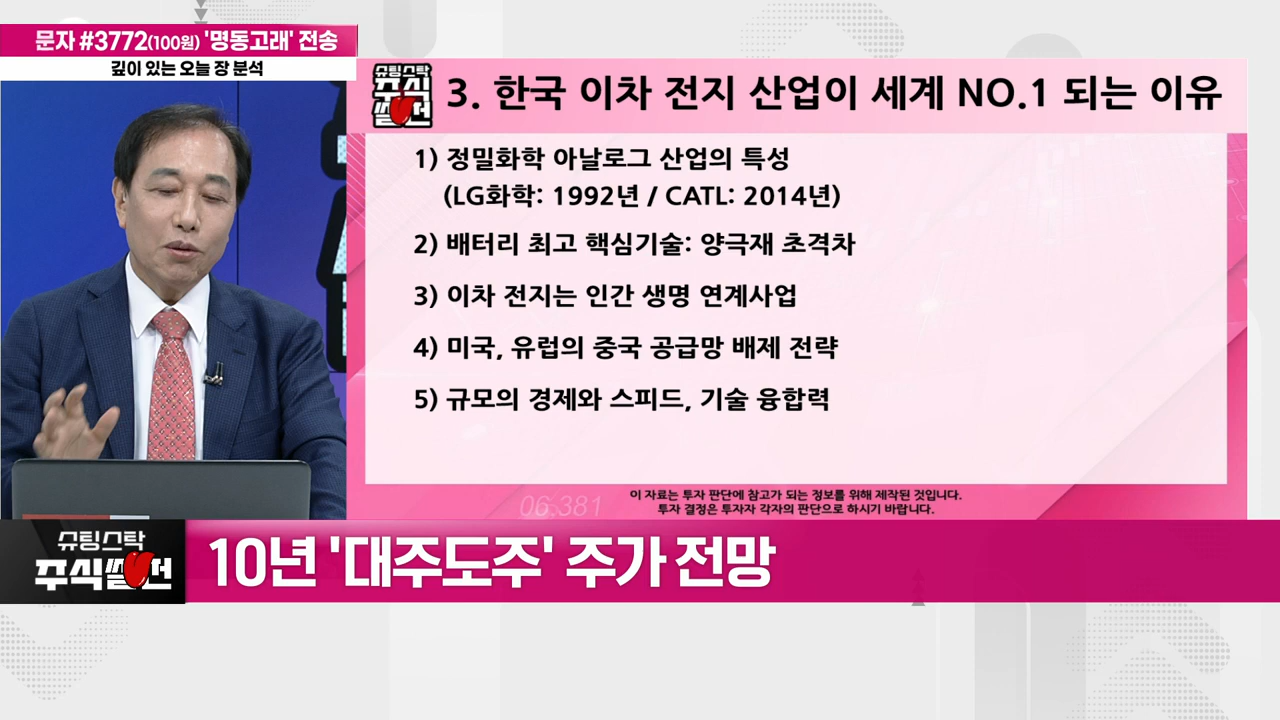 문자 #3772(100원) '명동고래' 전송
깊이 있는 오늘 장 분석
슈팅스탁
주식
썰전
3. 한국 이차 전지 산업이 세계 NO.1 되는 이유
1) 정밀화학 아날로그 산업의 특성
(LG화학: 1992년 / CATL: 2014년)
2) 배터리 최고 핵심기술: 양극재 초격차
3) 이차 전지는 인간 생명 연계사업
4) 미국, 유럽의 중국 공급망 배제 전략
5) 규모의 경제와 스피드, 기술 융합력
06.381
이 자료는 투자 판단에 참고가 되는 정보를 위해 제작된 것입니다.
투자 결정은 투자자 각자의 판단으로 하시기 바랍니다.
슈팅스탁
주식썰전
10년 '대주도주' 주가 전망